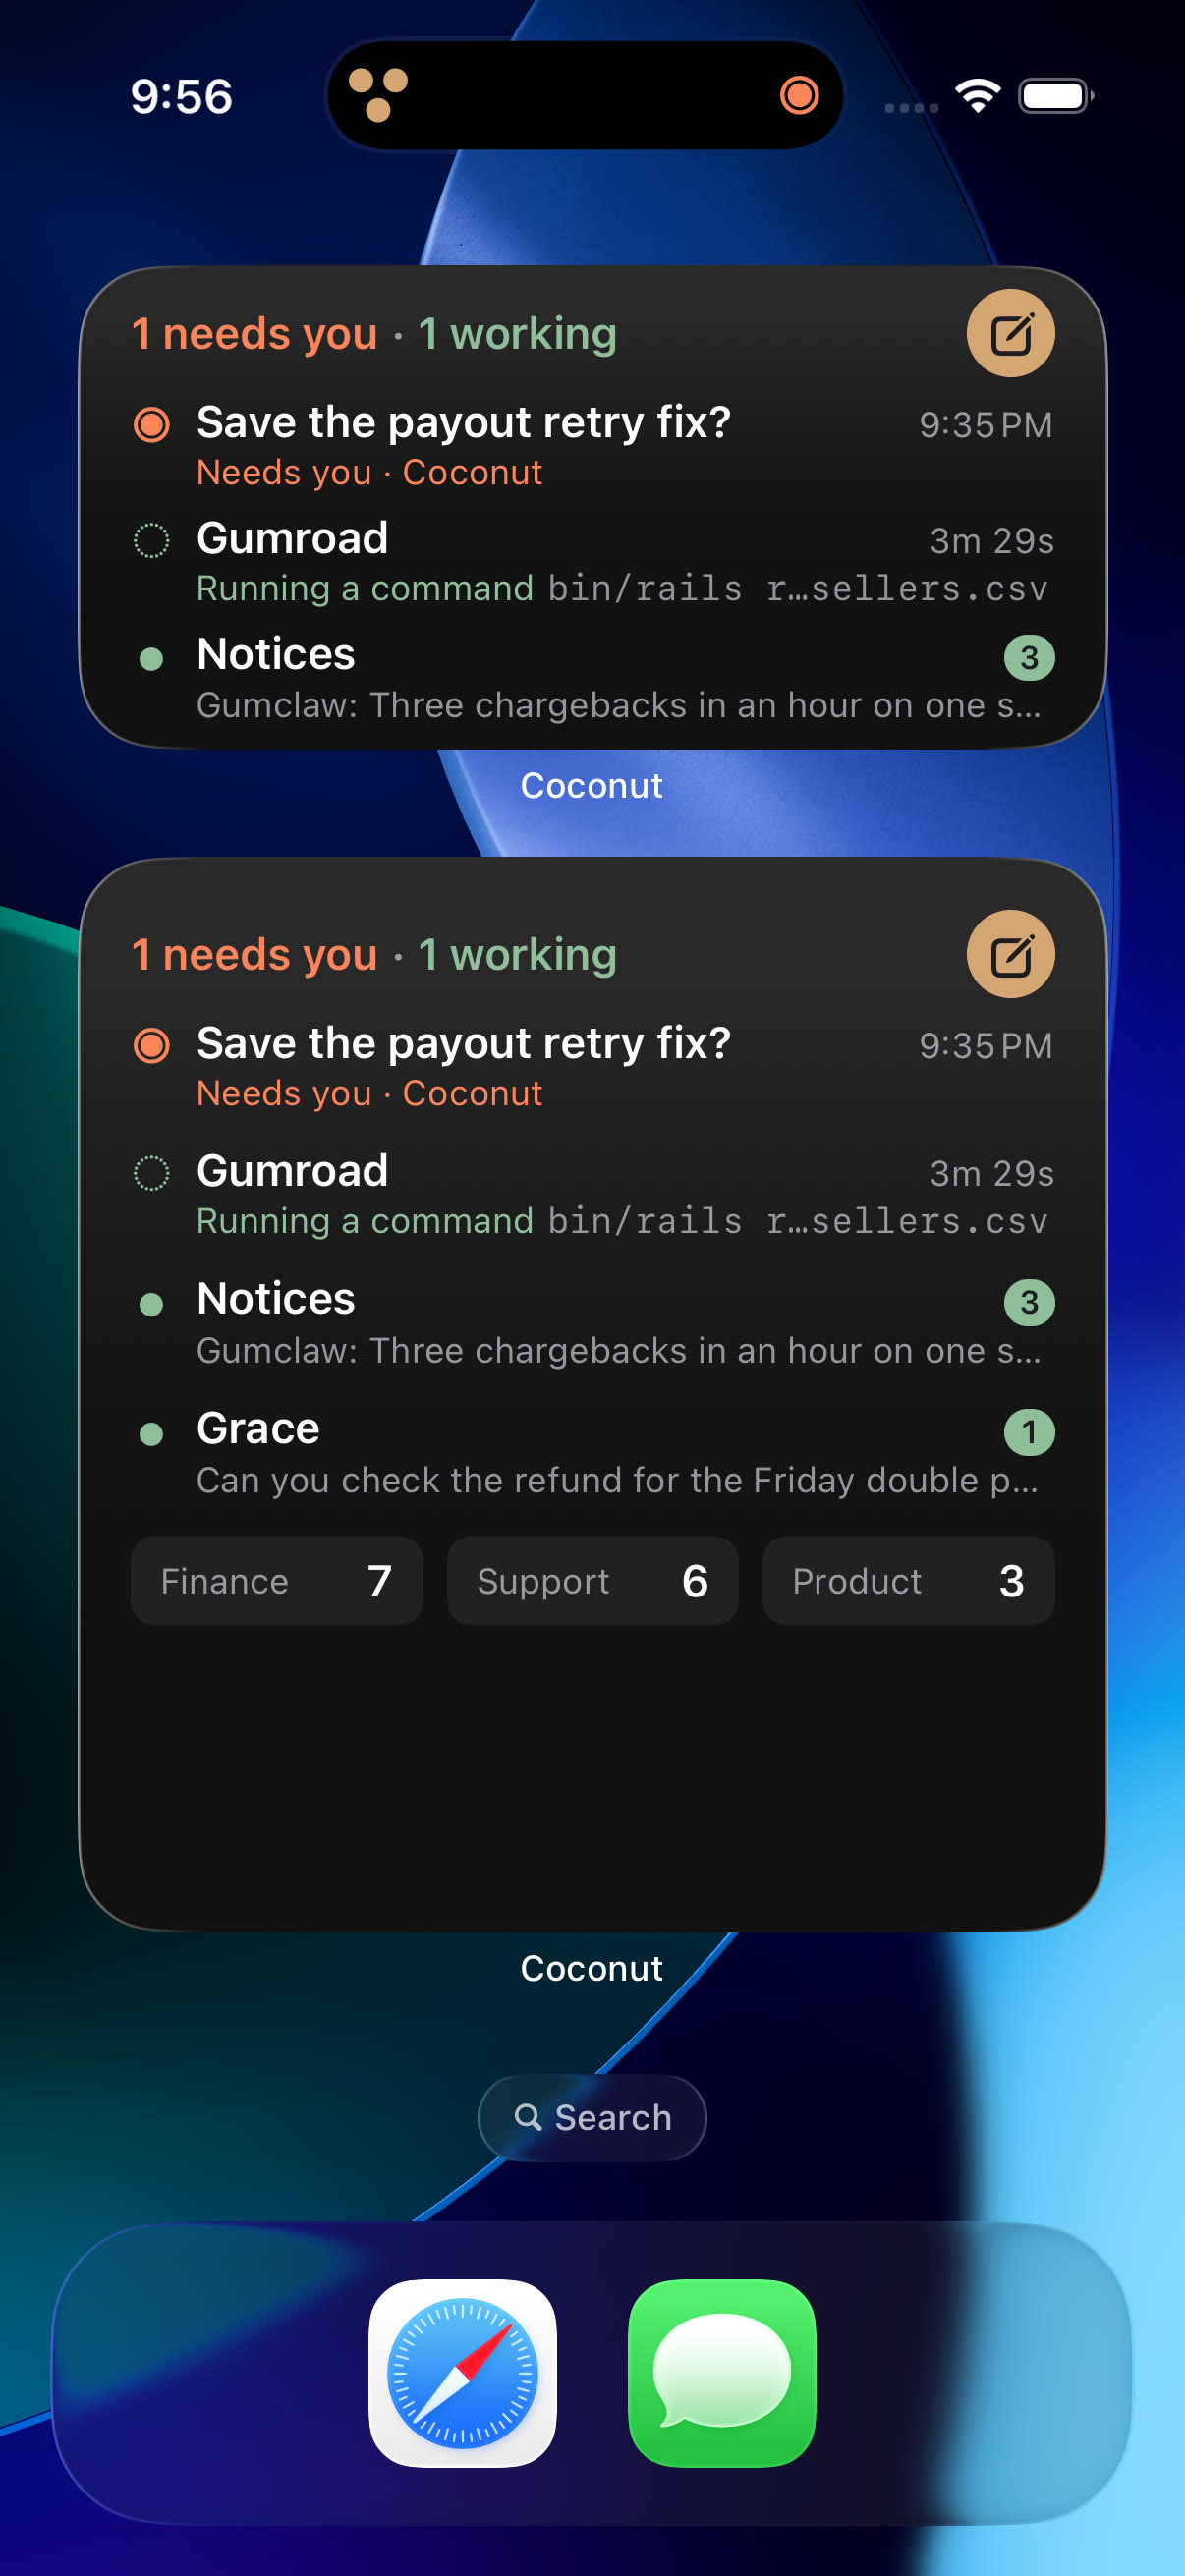 9:56
1 needs you · 1 working
Save the payout retry fix? 9:35 PM
Needs you · Coconut
Gumroad 3m 29s
Running a command bin/rails r…sellers.csv
Notices 3
Gumclaw: Three chargebacks in an hour on one s…
Coconut
1 needs you · 1 working
Save the payout retry fix? 9:35 PM
Needs you · Coconut
Gumroad 3m 29s
Running a command bin/rails r…sellers.csv
Notices 3
Gumclaw: Three chargebacks in an hour on one s…
Grace 1
Can you check the refund for the Friday double p…
Finance 7 Support 6 Product 3
Coconut
Search